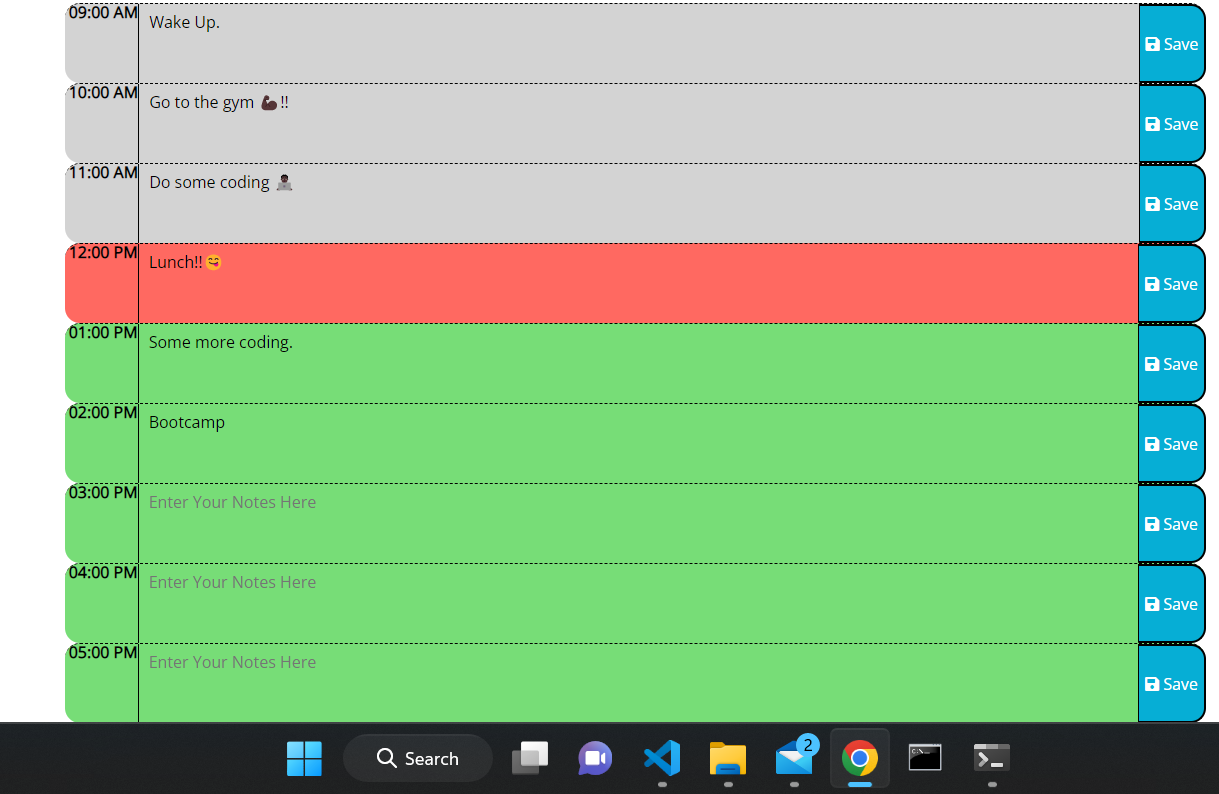 09:00 AM Wake Up. Save
10:00 AM Go to the gym 💪🏿!! Save
11:00 AM Do some coding 👨🏿‍💻 Save
12:00 PM Lunch!!😋 Save
01:00 PM Some more coding. Save
02:00 PM Bootcamp Save
03:00 PM Enter Your Notes Here Save
04:00 PM Enter Your Notes Here Save
05:00 PM Enter Your Notes Here Save
Search 2